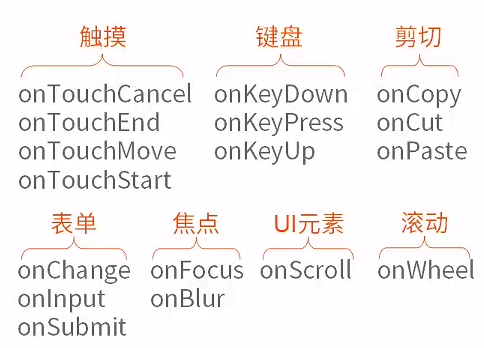 触摸 键盘 剪切
onTouchCancel onKeyDown onCopy
onTouchEnd onKeyPress onCut
onTouchMove onKeyUp onPaste
onTouchStart
表单 焦点 UI元素 滚动
onChange onFocus onScroll onWheel
onInput onBlur
onSubmit